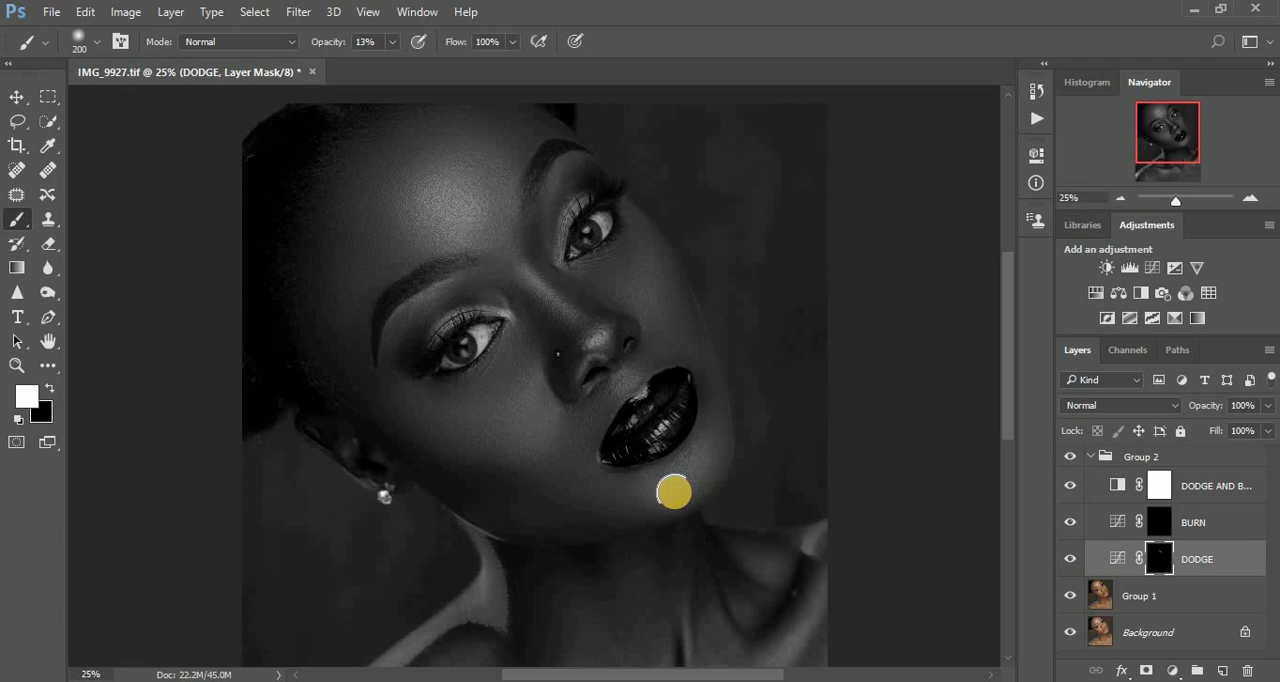 Ps File Edit Image Layer Type Select Filter 3D View Window Help
200 Mode: Normal Opacity: 13% Flow: 100%
IMG_9927.tif @ 25% (DODGE, Layer Mask/8) *
Histogram Navigator
25%
Libraries Adjustments
Add an adjustment
Layers Channels Paths
Kind
Normal Opacity: 100%
Lock: Fill: 100%
Group 2
DODGE AND B...
BURN
DODGE
Group 1
Background
25% Doc: 22.2M/45.0M